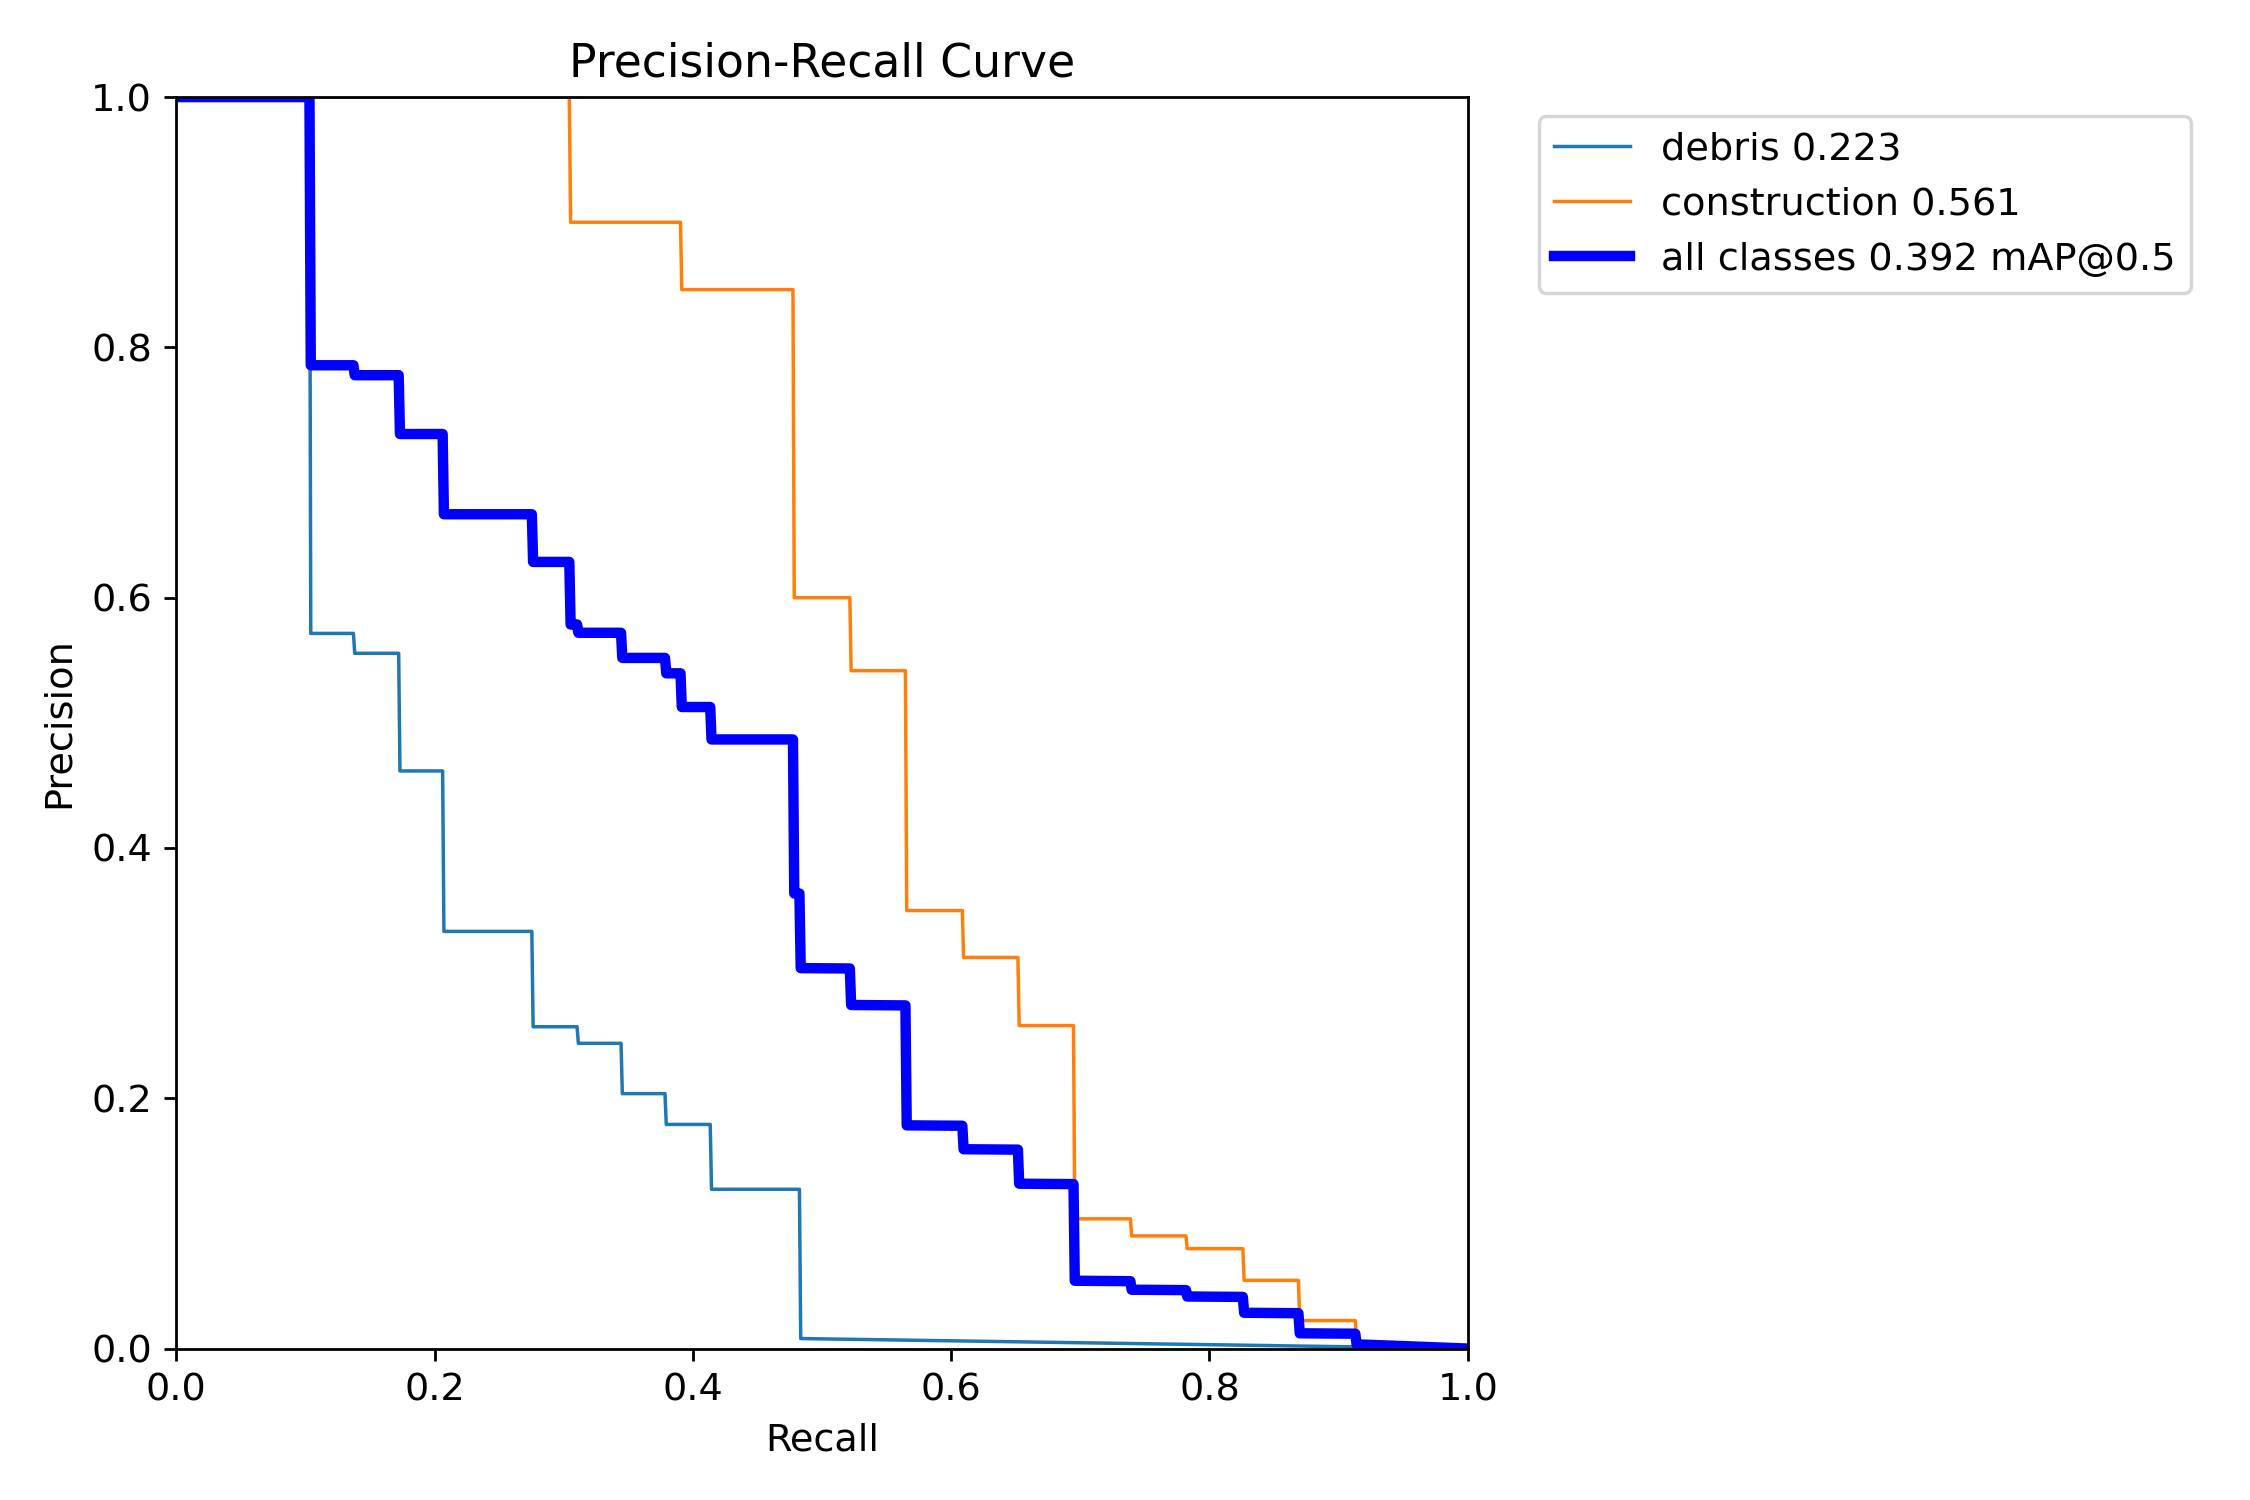 Precision-Recall Curve
debris 0.223
construction 0.561
all classes 0.392 mAP@0.5
1.0
0.8
0.6
0.4
0.2
0.0
Precision
0.0 0.2 0.4 0.6 0.8 1.0
Recall